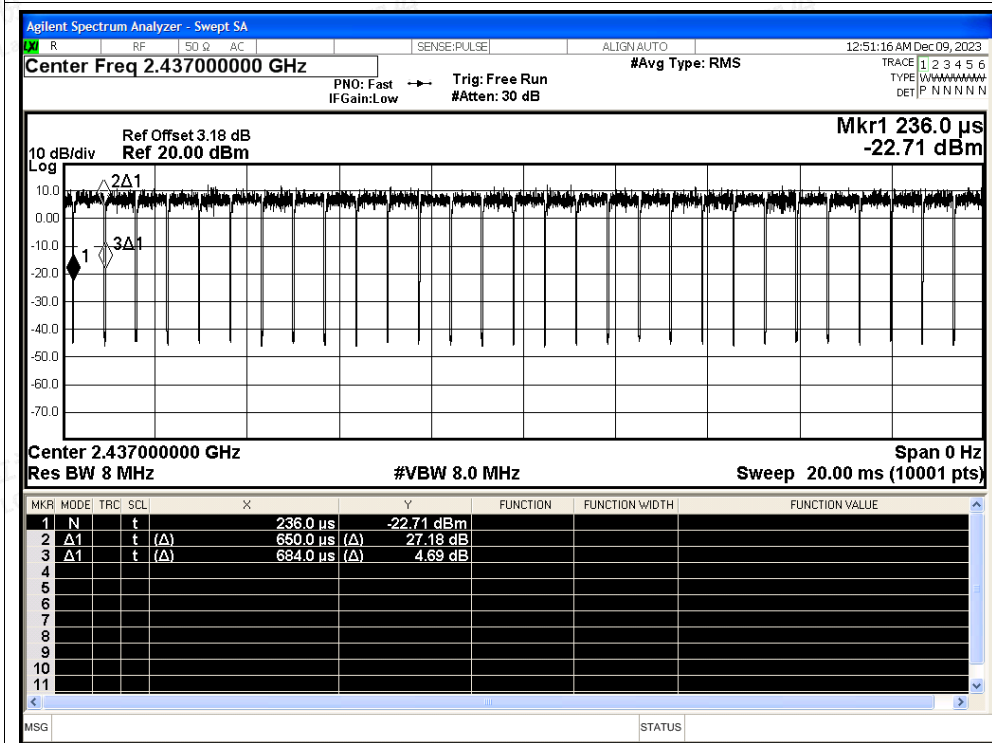 Agilent Spectrum Analyzer - Swept SA
LXI R RF 50 Ω AC SENSE:PULSE ALIGN AUTO 12:51:16 AM Dec 09, 2023
Center Freq 2.437000000 GHz #Avg Type: RMS TRACE 1 2 3 4 5 6
PNO: Fast Trig: Free Run TYPE
IFGain:Low #Atten: 30 dB DET P N N N N N
Mkr1 236.0 µs
Ref Offset 3.18 dB
10 dB/div Ref 20.00 dBm -22.71 dBm
Log
10.0
2Δ1
0.00
-10.0
3Δ1
1
-20.0
-30.0
-40.0
-50.0
-60.0
-70.0
Center 2.437000000 GHz Span 0 Hz
Res BW 8 MHz #VBW 8.0 MHz Sweep 20.00 ms (10001 pts)
MKR MODE TRC SCL X Y FUNCTION FUNCTION WIDTH FUNCTION VALUE
1 N t 236.0 µs -22.71 dBm
2 Δ1 t (Δ) 650.0 µs (Δ) 27.18 dB
3 Δ1 t (Δ) 684.0 µs (Δ) 4.69 dB
4
5
6
7
8
9
10
11
MSG STATUS